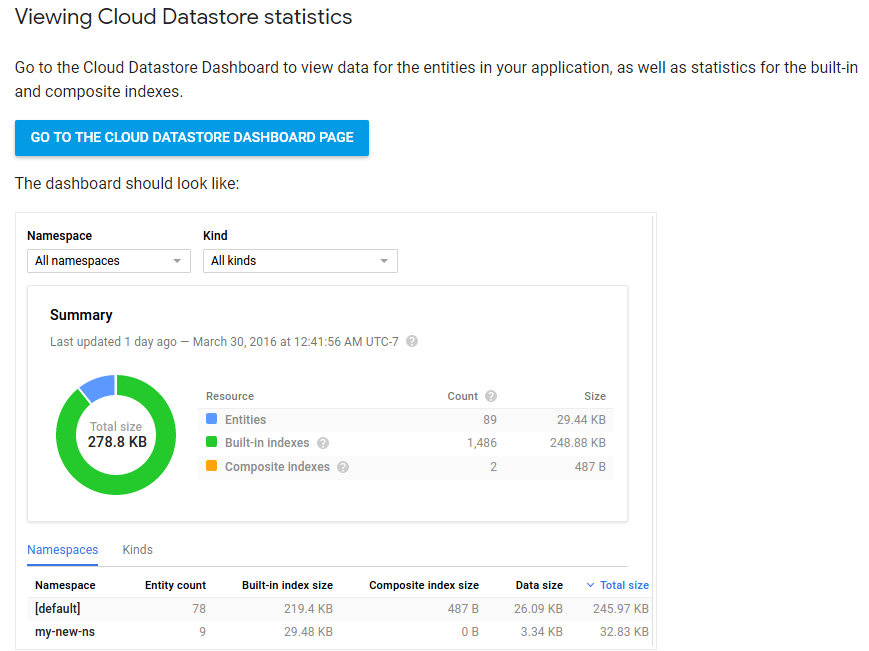 Viewing Cloud Datastore statistics
Go to the Cloud Datastore Dashboard to view data for the entities in your application, as well as statistics for the built-in
and composite indexes.
GO TO THE CLOUD DATASTORE DASHBOARD PAGE
The dashboard should look like:
Namespace Kind
All namespaces All kinds
Summary
Last updated 1 day ago — March 30, 2016 at 12:41:56 AM UTC-7 ?
Resource Count ? Size
Entities 89 29.44 KB
Total size
278.8 KB
Built-in indexes ? 1,486 248.88 KB
Composite indexes ? 2 487 B
Namespaces Kinds
Namespace Entity count Built-in index size Composite index size Data size Total size
[default] 78 219.4 KB 487 B 26.09 KB 245.97 KB
my-new-ns 9 29.48 KB 0 B 3.34 KB 32.83 KB